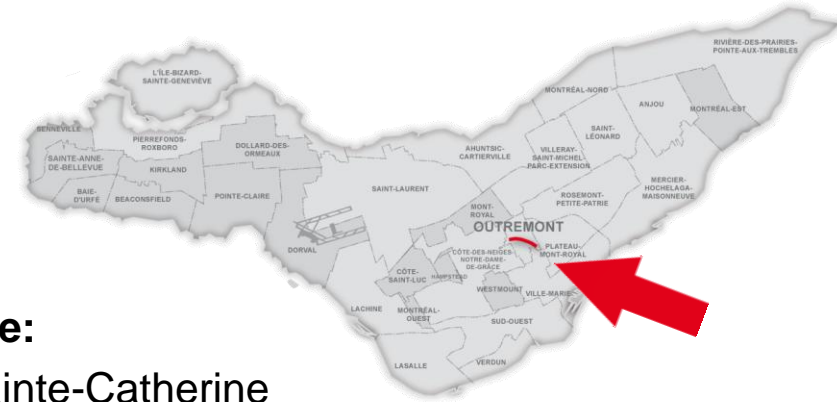 RIVIÈRE-DES-PRAIRIES-
POINTE-AUX-TREMBLES
L'ÎLE-BIZARD-
SAINTE-GENEVIÈVE
MONTRÉAL-NORD
ANJOU
MONTRÉAL-EST
SENNEVILLE
PIERREFONDS-
ROXBORO
DOLLARD-DES-
ORMEAUX
SAINT-
LÉONARD
AHUNTSIC-
CARTIERVILLE
VILLERAY-
SAINT-MICHEL-
PARC-EXTENSION
SAINTE-ANNE-
DE-BELLEVUE
KIRKLAND
MERCIER-
HOCHELAGA-
MAISONNEUVE
BAIE-
D'URFÉ
BEACONSFIELD
POINTE-CLAIRE
SAINT-LAURENT
ROSEMONT-
PETITE-PATRIE
MONT-
ROYAL
OUTREMONT
DORVAL
CÔTE-DES-NEIGES-
NOTRE-DAME-
DE-GRÂCE
PLATEAU-
MONT-ROYAL
CÔTE-
SAINT-LUC
HAMPSTEAD
WESTMOUNT
VILLE-MARIE
LACHINE
MONTRÉAL-
OUEST
SUD-OUEST
e:
LASALLE
VERDUN
ainte-Catherine